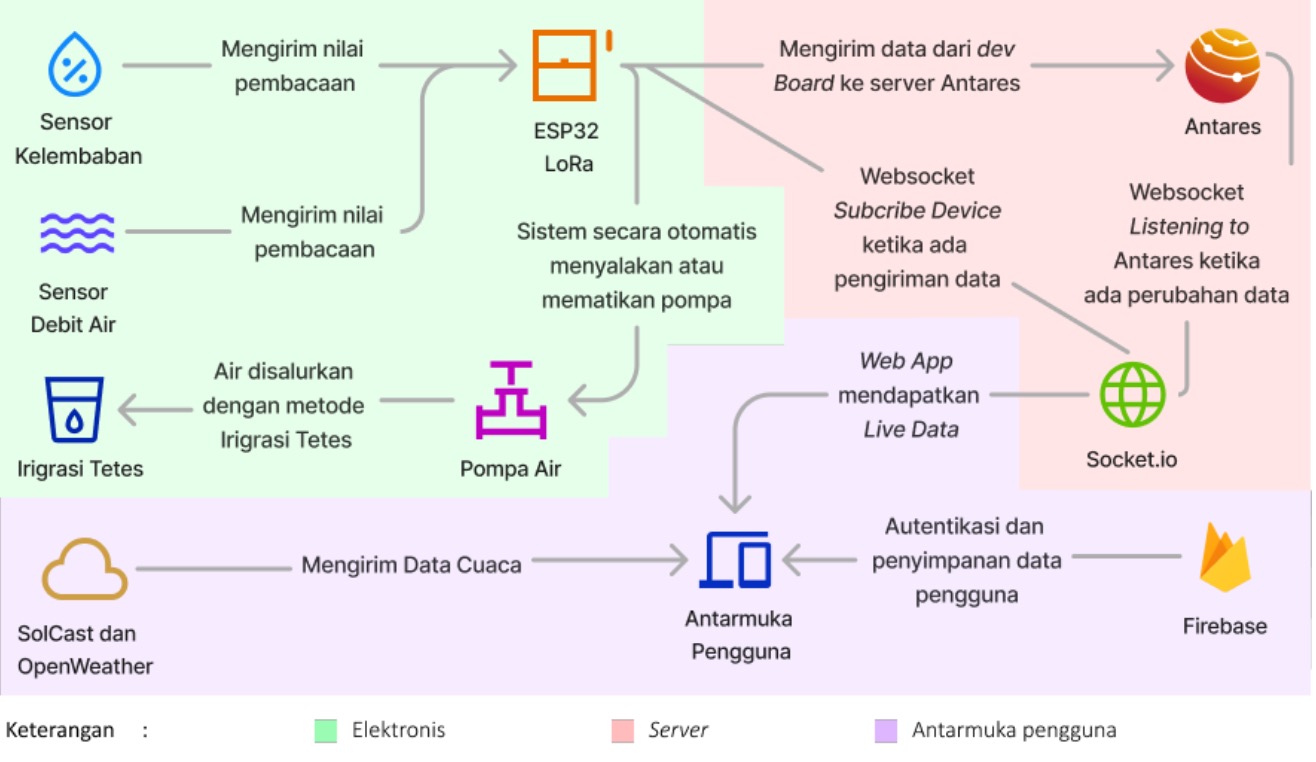 Mengirim nilai
pembacaan
Sensor
Kelembaban
ESP32
LoRa
Mengirim data dari dev
Board ke server Antares
Antares
Mengirim nilai
pembacaan
Sensor
Debit Air
Sistem secara otomatis
menyalakan atau
mematikan pompa
Websocket
Subcribe Device
ketika ada
pengiriman data
Websocket
Listening to
Antares ketika
ada perubahan data
Air disalurkan
dengan metode
Irigrasi Tetes
Irigrasi Tetes
Pompa Air
Web App
mendapatkan
Live Data
Socket.io
Mengirim Data Cuaca
SolCast dan
OpenWeather
Antarmuka
Pengguna
Autentikasi dan
penyimpanan data
pengguna
Firebase
Keterangan : Elektronis Server Antarmuka pengguna